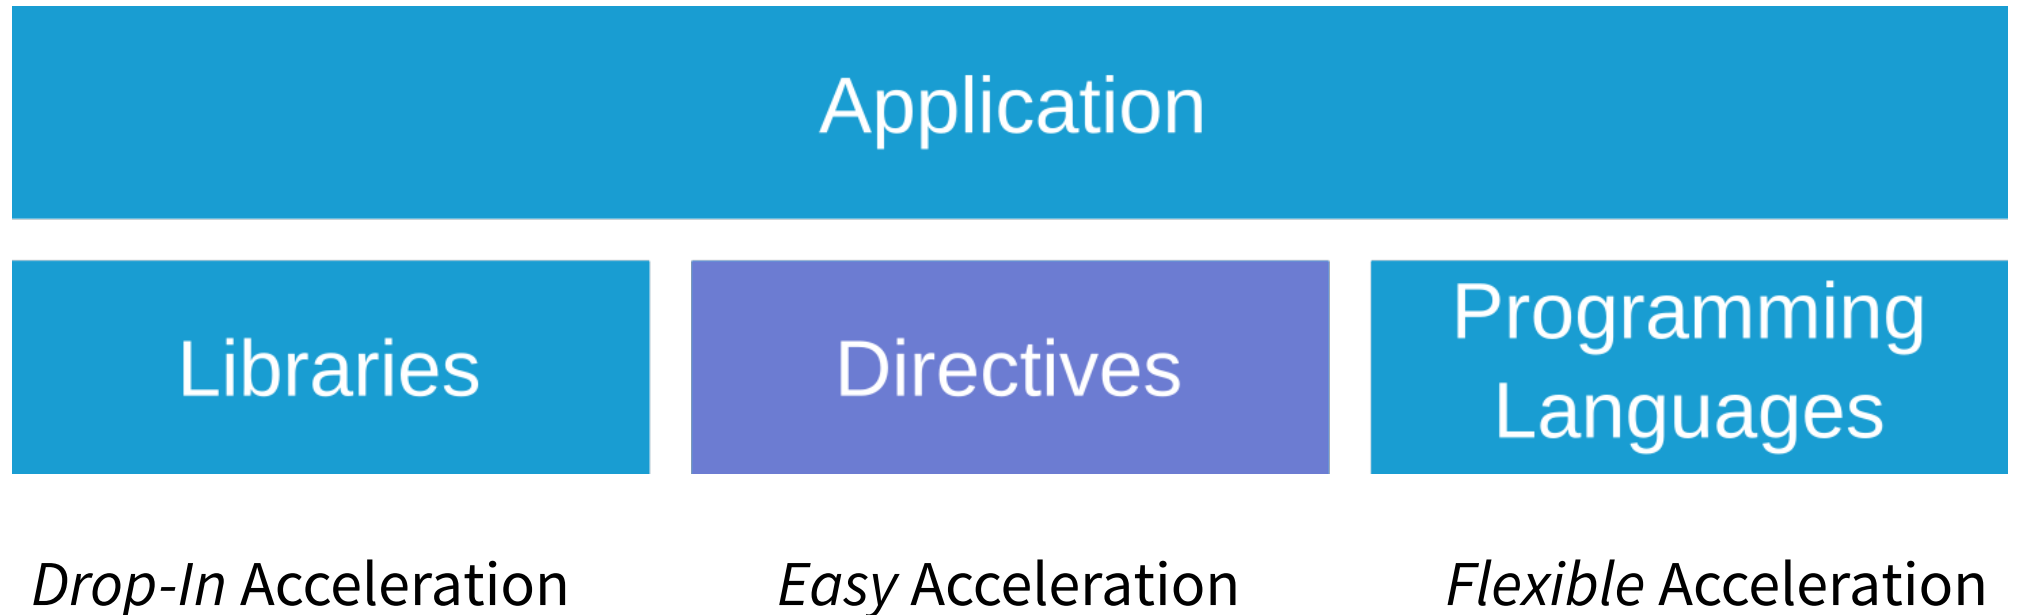 Application
Libraries
Directives
Programming
Languages
Drop-In Acceleration
Easy Acceleration
Flexible Acceleration